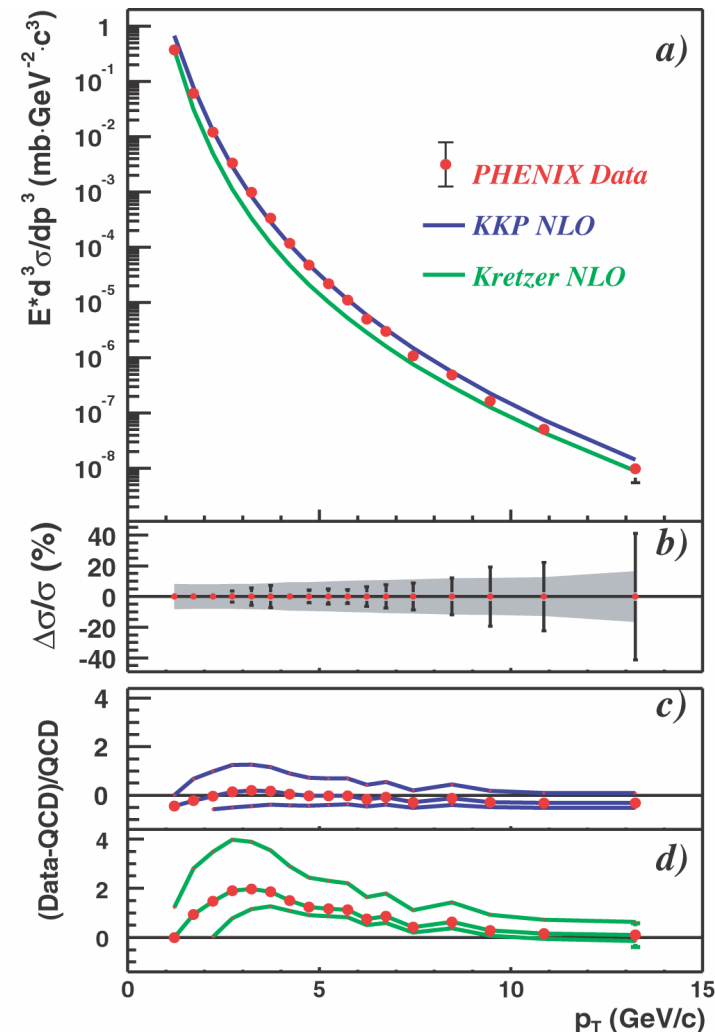 E*d³σ/dp³ (mb·GeV⁻²·c³)
1
10⁻¹
10⁻²
10⁻³
10⁻⁴
10⁻⁵
10⁻⁶
10⁻⁷
10⁻⁸
a)
PHENIX Data
KKP NLO
Kretzer NLO
Δσ/σ (%)
40
20
0
-20
-40
b)
(Data-QCD)/QCD
4
2
0
c)
4
2
0
d)
0
5
10
15
p_T (GeV/c)